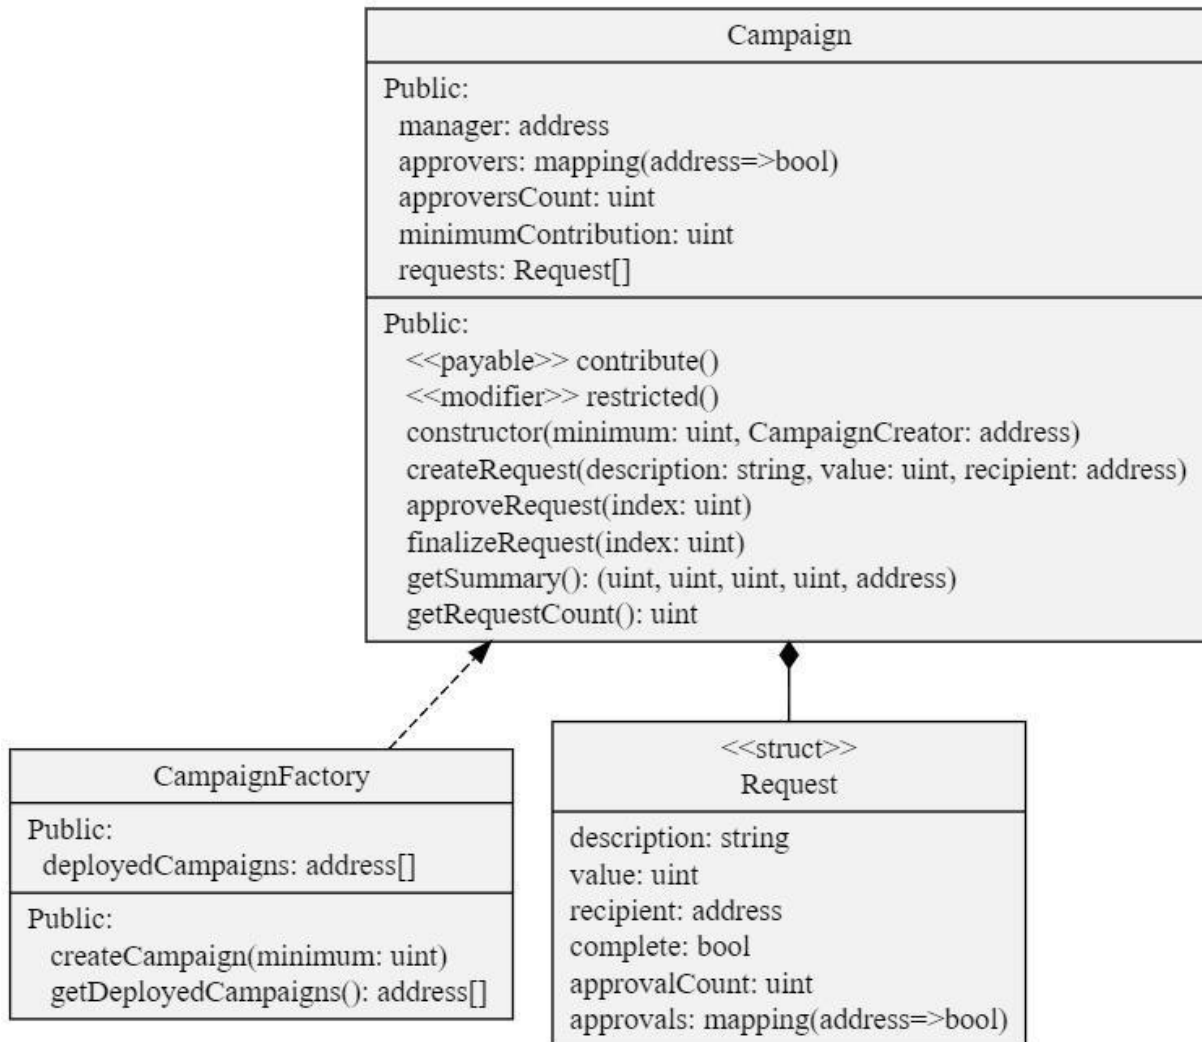 Campaign
Public:
manager: address
approvers: mapping(address=>bool)
approversCount: uint
minimumContribution: uint
requests: Request[]
Public:
<<payable>> contribute()
<<modifier>> restricted()
constructor(minimum: uint, CampaignCreator: address)
createRequest(description: string, value: uint, recipient: address)
approveRequest(index: uint)
finalizeRequest(index: uint)
getSummary(): (uint, uint, uint, uint, address)
getRequestCount(): uint
CampaignFactory
Public:
deployedCampaigns: address[]
Public:
createCampaign(minimum: uint)
getDeployedCampaigns(): address[]
<<struct>>
Request
description: string
value: uint
recipient: address
complete: bool
approvalCount: uint
approvals: mapping(address=>bool)